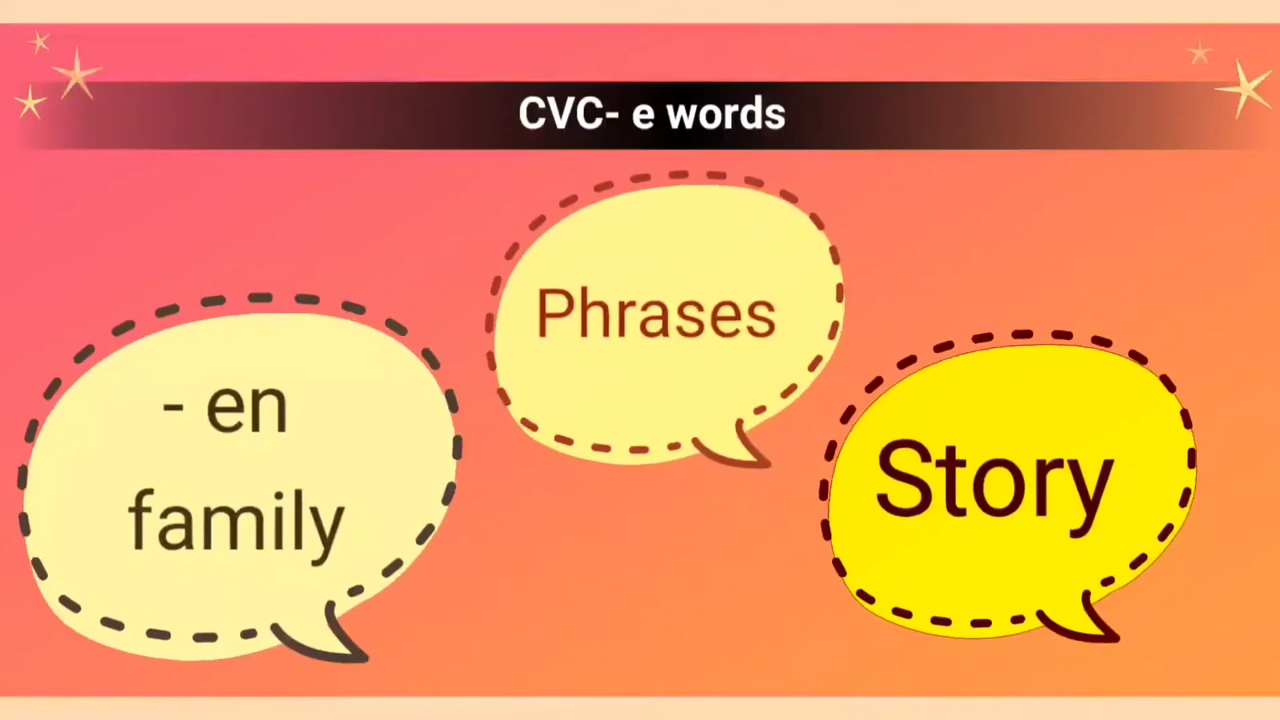 CVC- e words
Phrases
- en
family
Story